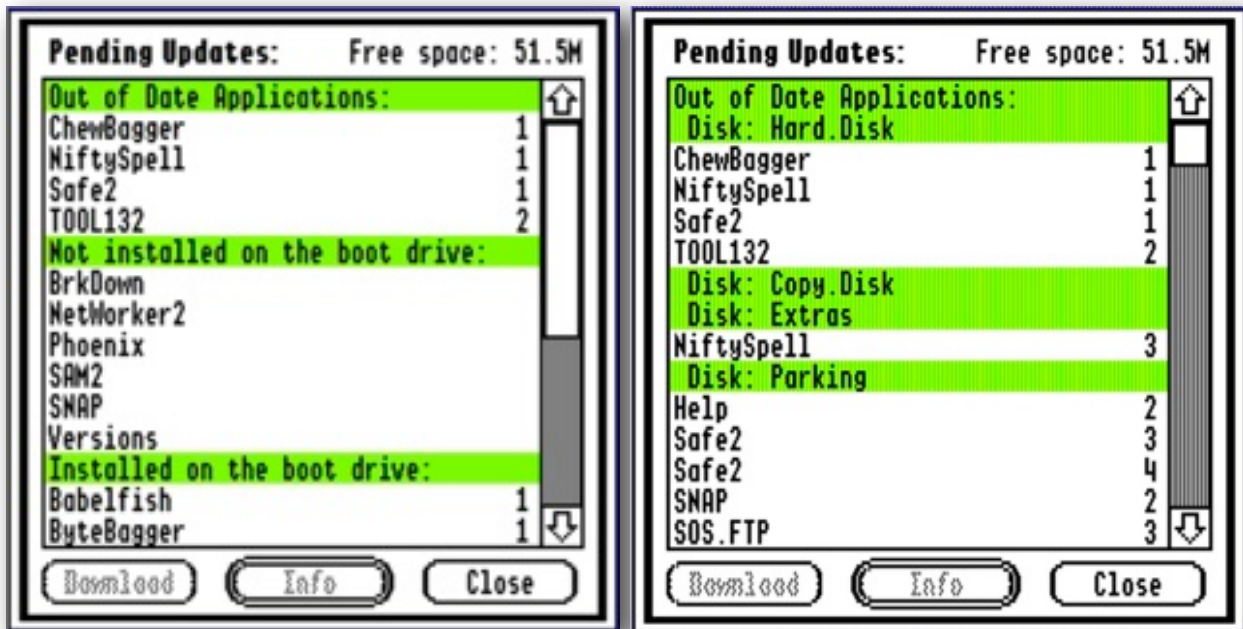 Pending Updates: Free space: 51.5M
Out of Date Applications:
ChewBagger 1
NiftySpell 1
Safe2 1
TOOL132 2
Not installed on the boot drive:
BrkDown
NetWorker2
Phoenix
SAM2
SNAP
Versions
Installed on the boot drive:
Babelfish 1
ByteBagger 1
Download Info Close
Pending Updates: Free space: 51.5M
Out of Date Applications:
Disk: Hard.Disk
ChewBagger 1
NiftySpell 1
Safe2 1
TOOL132 2
Disk: Copy.Disk
Disk: Extras
NiftySpell 3
Disk: Parking
Help 2
Safe2 3
Safe2 4
SNAP 2
SOS.FTP 3
Download Info Close